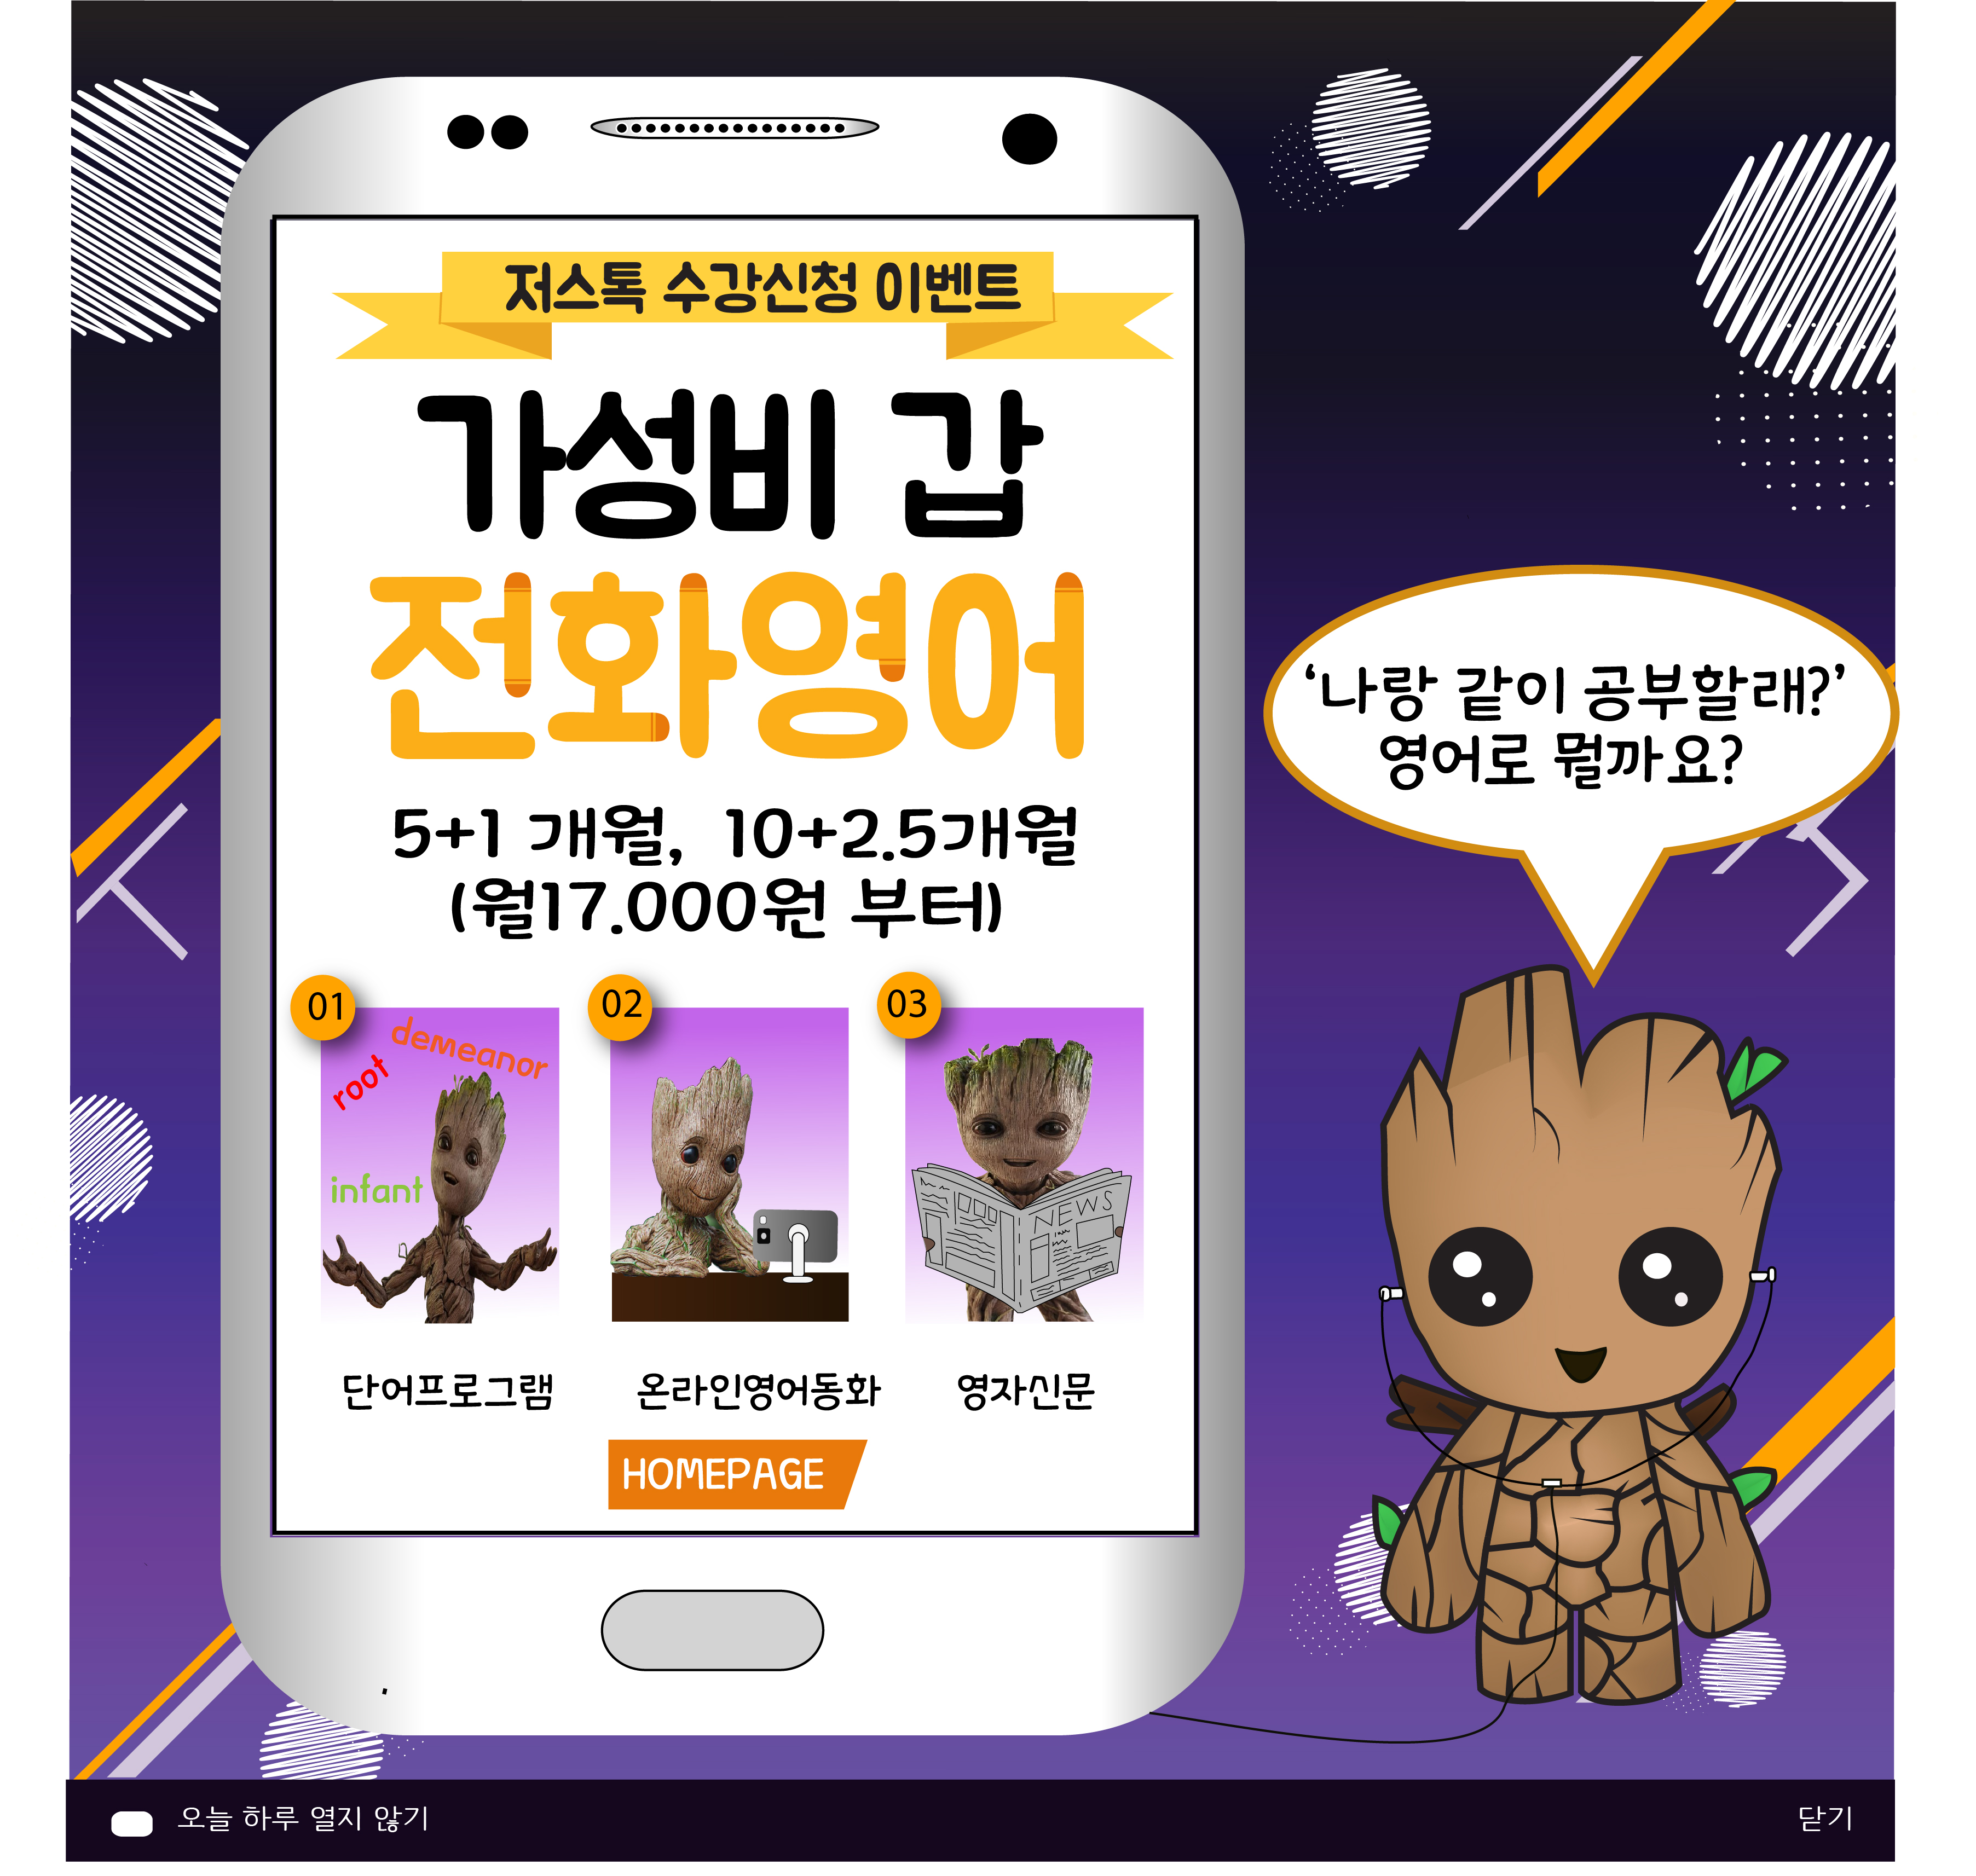 저스톡 수강신청 이벤트
가성비 갑
전화영어
5+1 개월, 10+2.5개월
(월17.000원 부터)
‘나랑 같이 공부할래?’
영어로 뭘까요?
01
demeanor
root
infant
02
03
NEWS
단어프로그램
온라인영어동화
영자신문
HOMEPAGE
오늘 하루 열지 않기
닫기